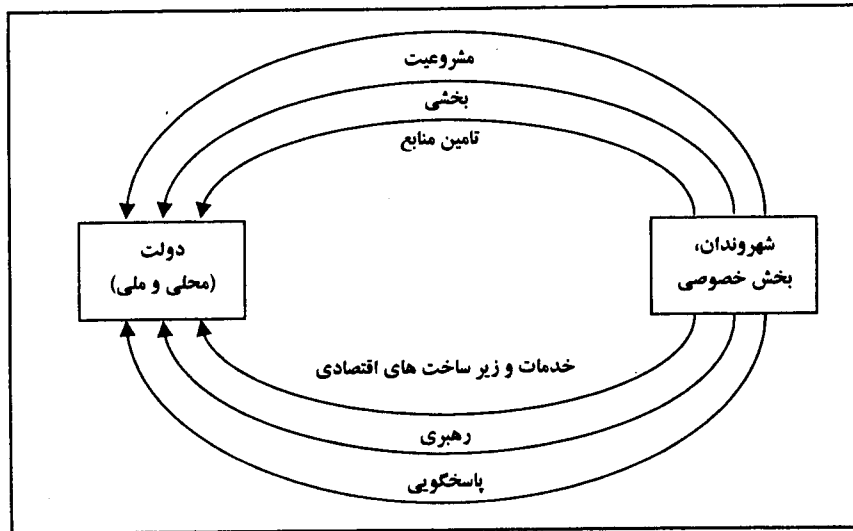 مشروعیت
بخشی
تامین منابع
دولت
(محلی و ملی)
شهروندان،
بخش خصوصی
خدمات و زیر ساخت های اقتصادی
رهبری
پاسخگویی